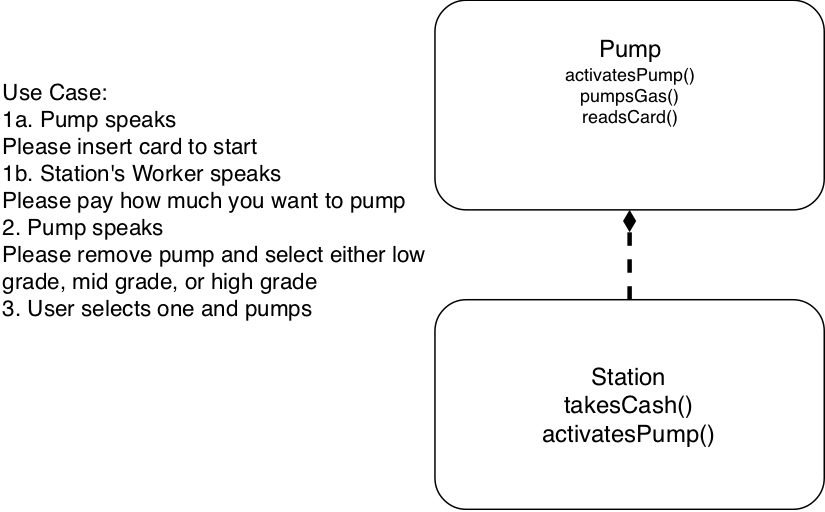 Use Case:
1a. Pump speaks
Please insert card to start
1b. Station's Worker speaks
Please pay how much you want to pump
2. Pump speaks
Please remove pump and select either low
grade, mid grade, or high grade
3. User selects one and pumps
Pump
activatesPump()
pumpsGas()
readsCard()
Station
takesCash()
activatesPump()